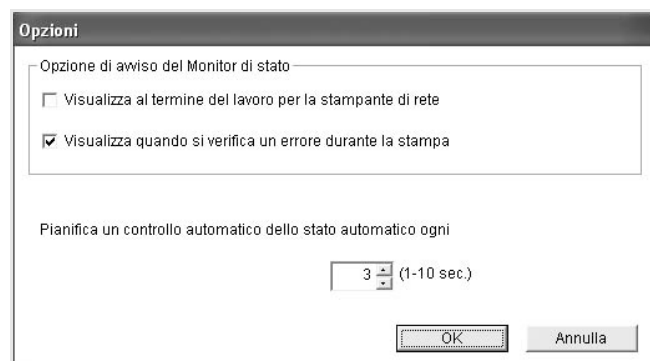 Opzioni
Opzione di avviso del Monitor di stato
Visualizza al termine del lavoro per la stampante di rete
Visualizza quando si verifica un errore durante la stampa
Pianifica un controllo automatico dello stato automatico ogni
3 (1-10 sec.)
OK Annulla